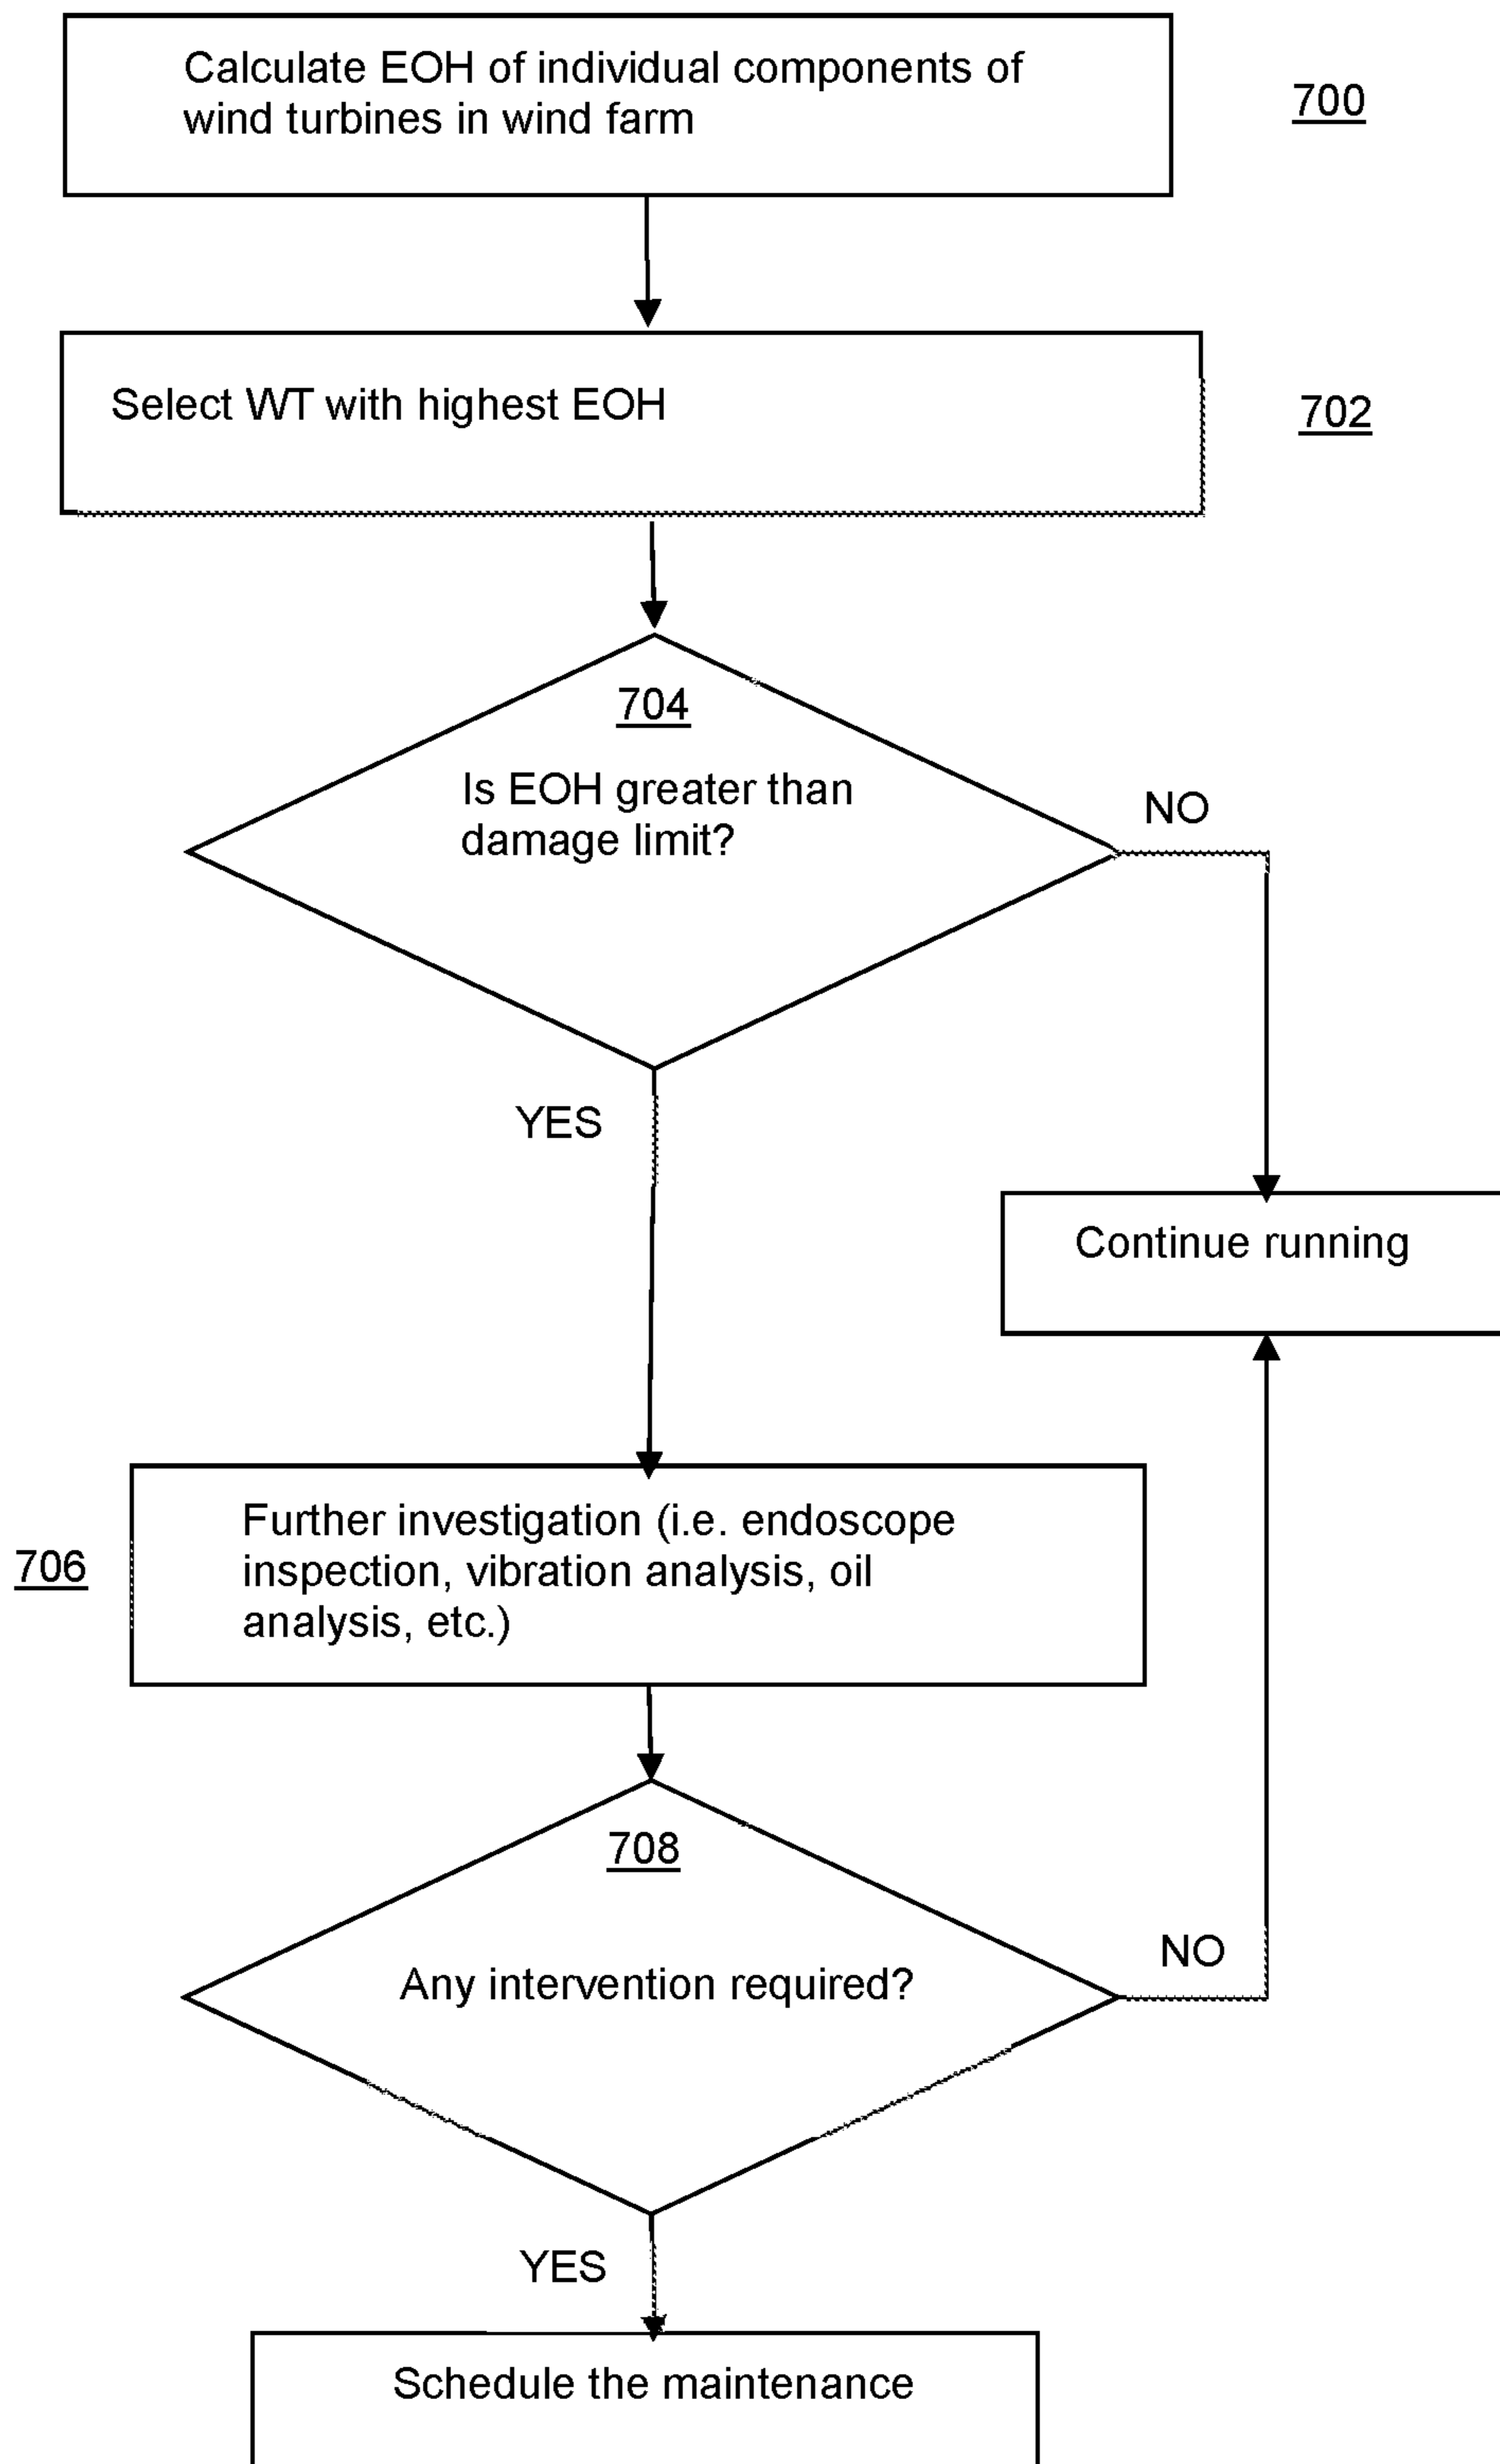 Calculate EOH of individual components of
wind turbines in wind farm
700
Select WT with highest EOH
702
704
Is EOH greater than
damage limit?
NO
YES
Continue running
706
Further investigation (i.e. endoscope
inspection, vibration analysis, oil
analysis, etc.)
708
Any intervention required?
NO
YES
Schedule the maintenance